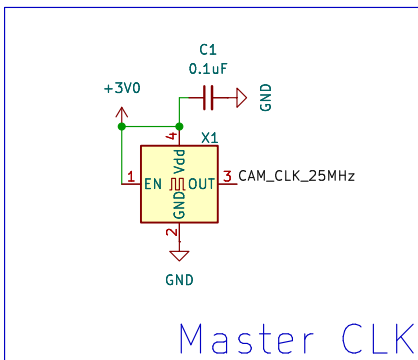 C1
0.1uF
GND
+3V0
X1
4
Vdd
1
EN
OUT
3
CAM_CLK_25MHz
GND
2
GND
Master CLK